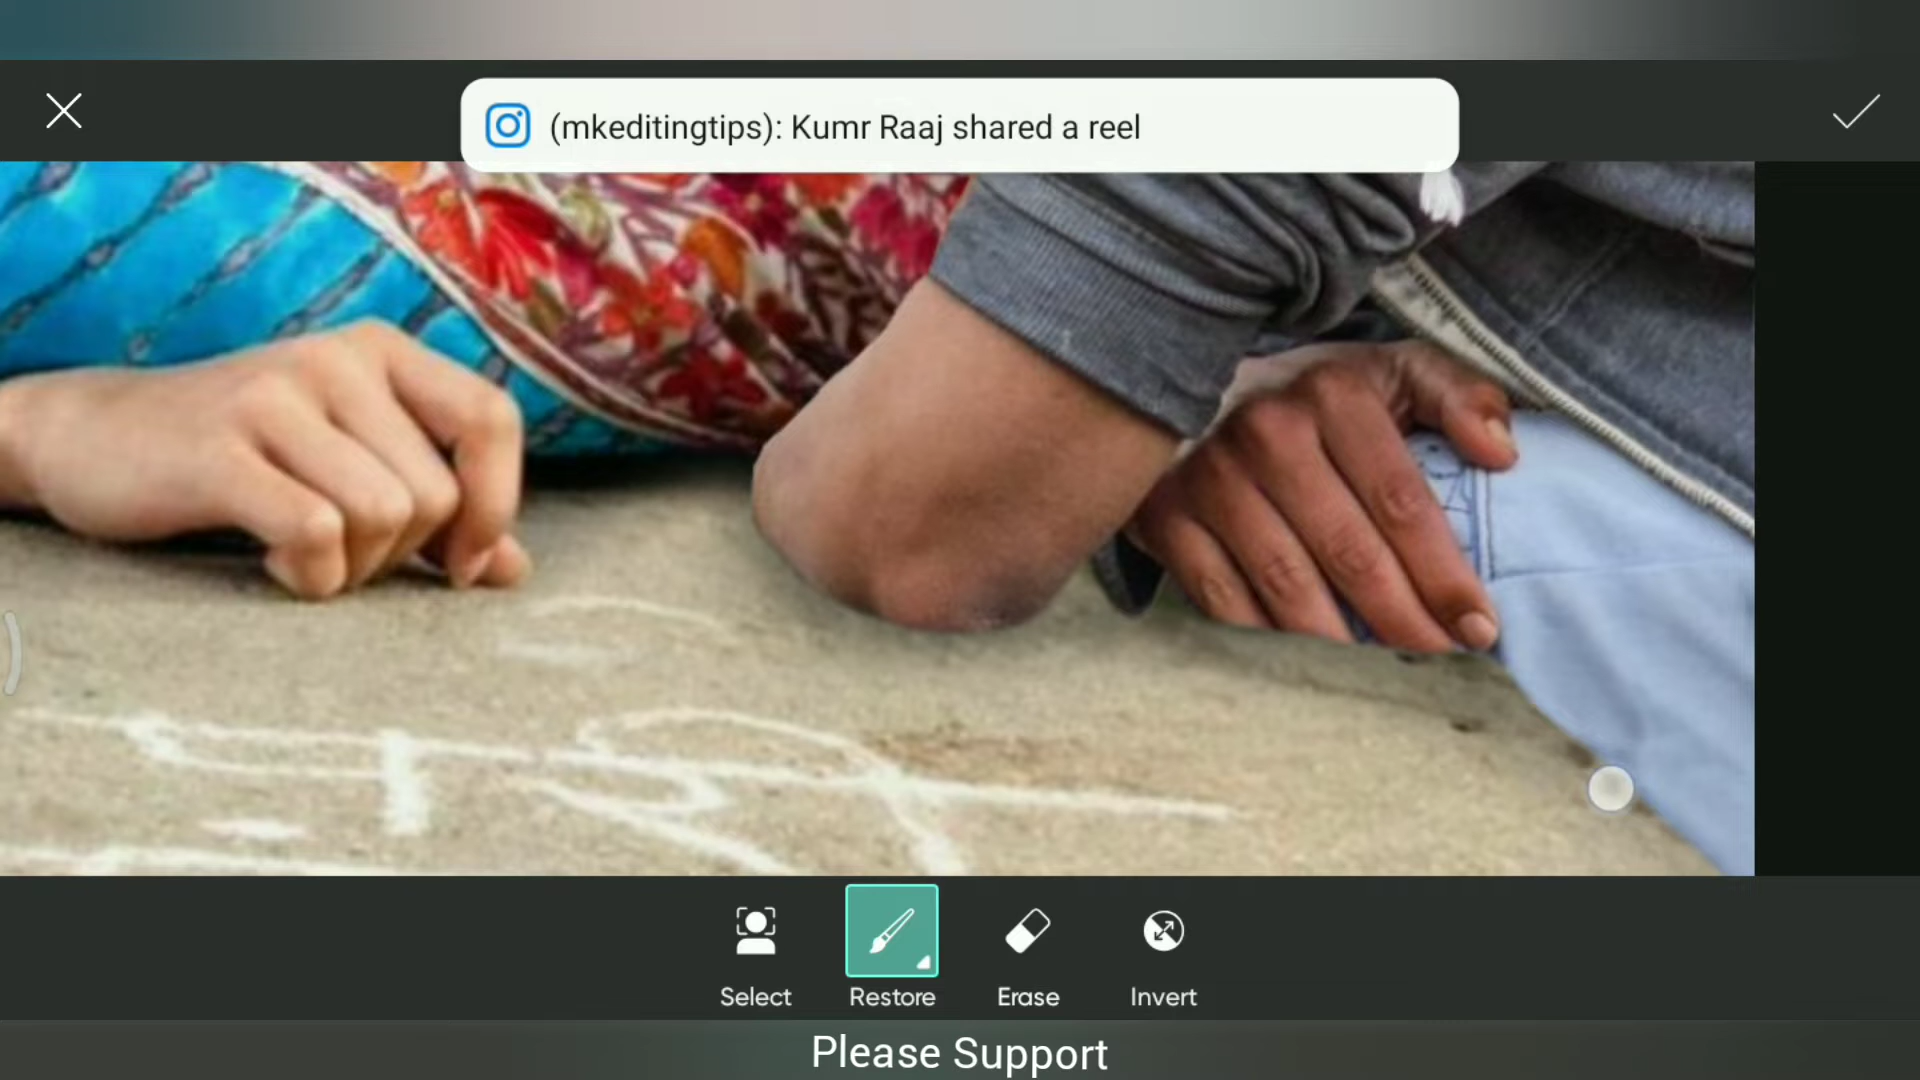 (mkeditingtips): Kumr Raaj shared a reel
Select
Restore
Erase
Invert
Please Support